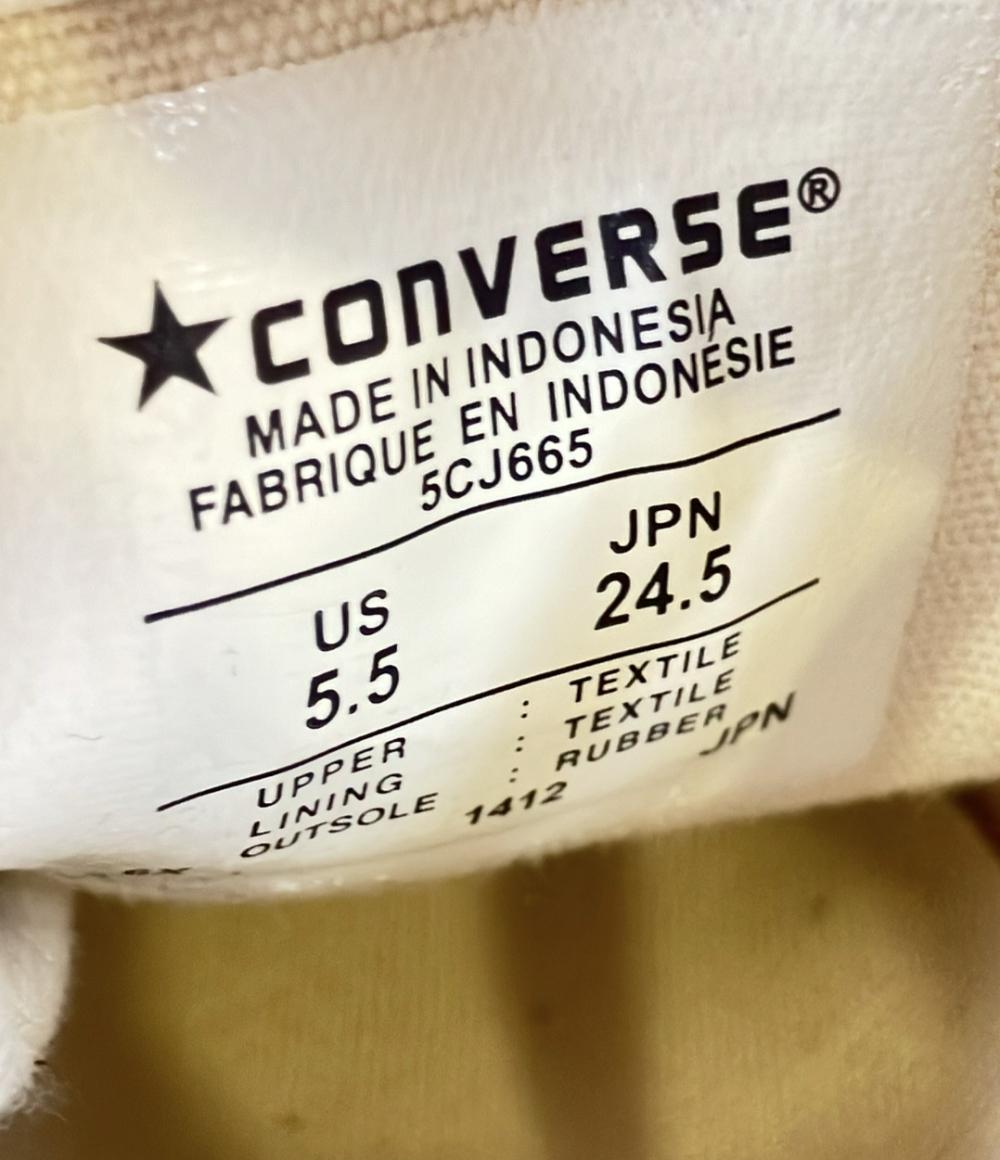 ★CONVERSE®
MADE IN INDONESIA
FABRIQUE EN INDONÉSIE
5CJ665
US JPN
5.5 24.5
UPPER : TEXTILE
LINING : TEXTILE
OUTSOLE : RUBBER
1412 JPN